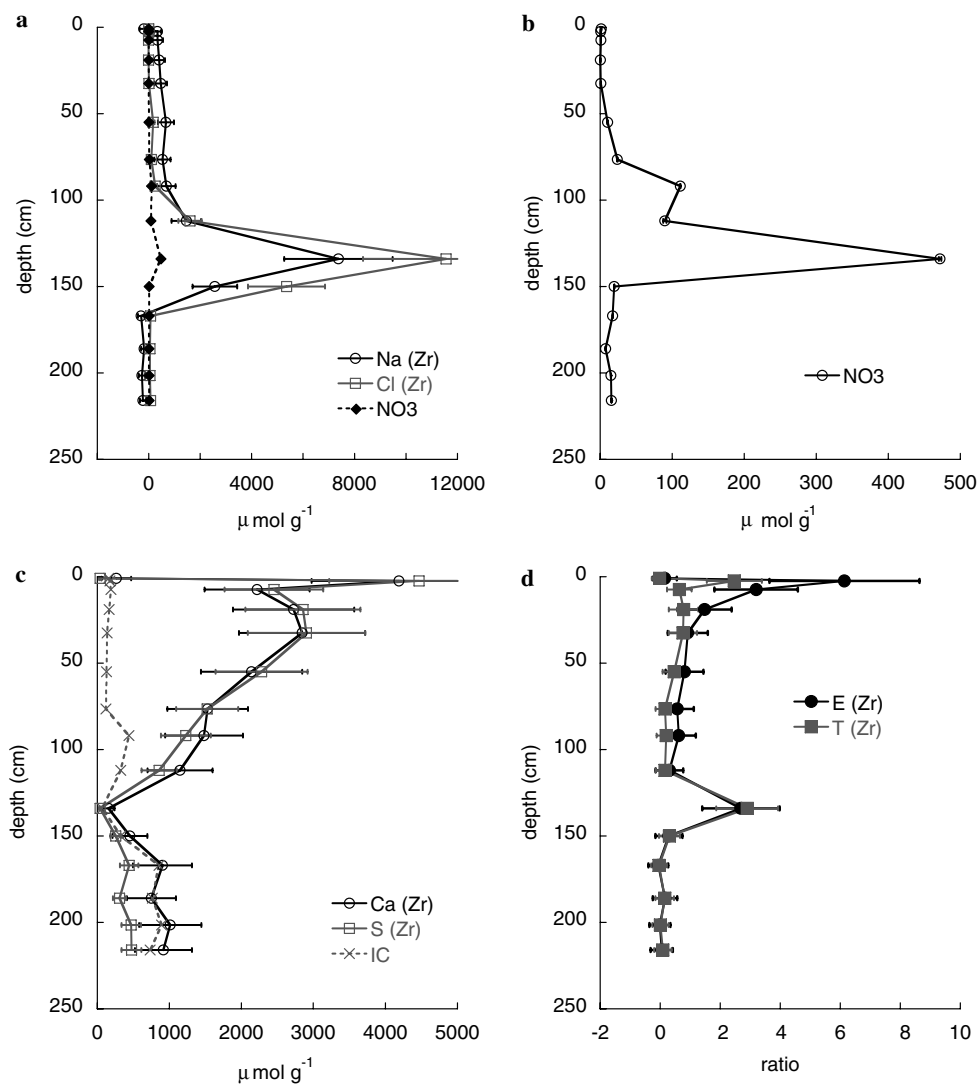 a
0
50
100
150
200
250
depth (cm)
Na (Zr)
Cl (Zr)
NO3
0 4000 8000 12000
μ mol g⁻¹
b
0
50
100
150
200
250
depth (cm)
NO3
0 100 200 300 400 500
μ mol g⁻¹
c
0
50
100
150
200
250
depth (cm)
Ca (Zr)
S (Zr)
IC
0 1000 2000 3000 4000 5000
μ mol g⁻¹
d
0
50
100
150
200
250
depth (cm)
E (Zr)
T (Zr)
-2 0 2 4 6 8 10
ratio